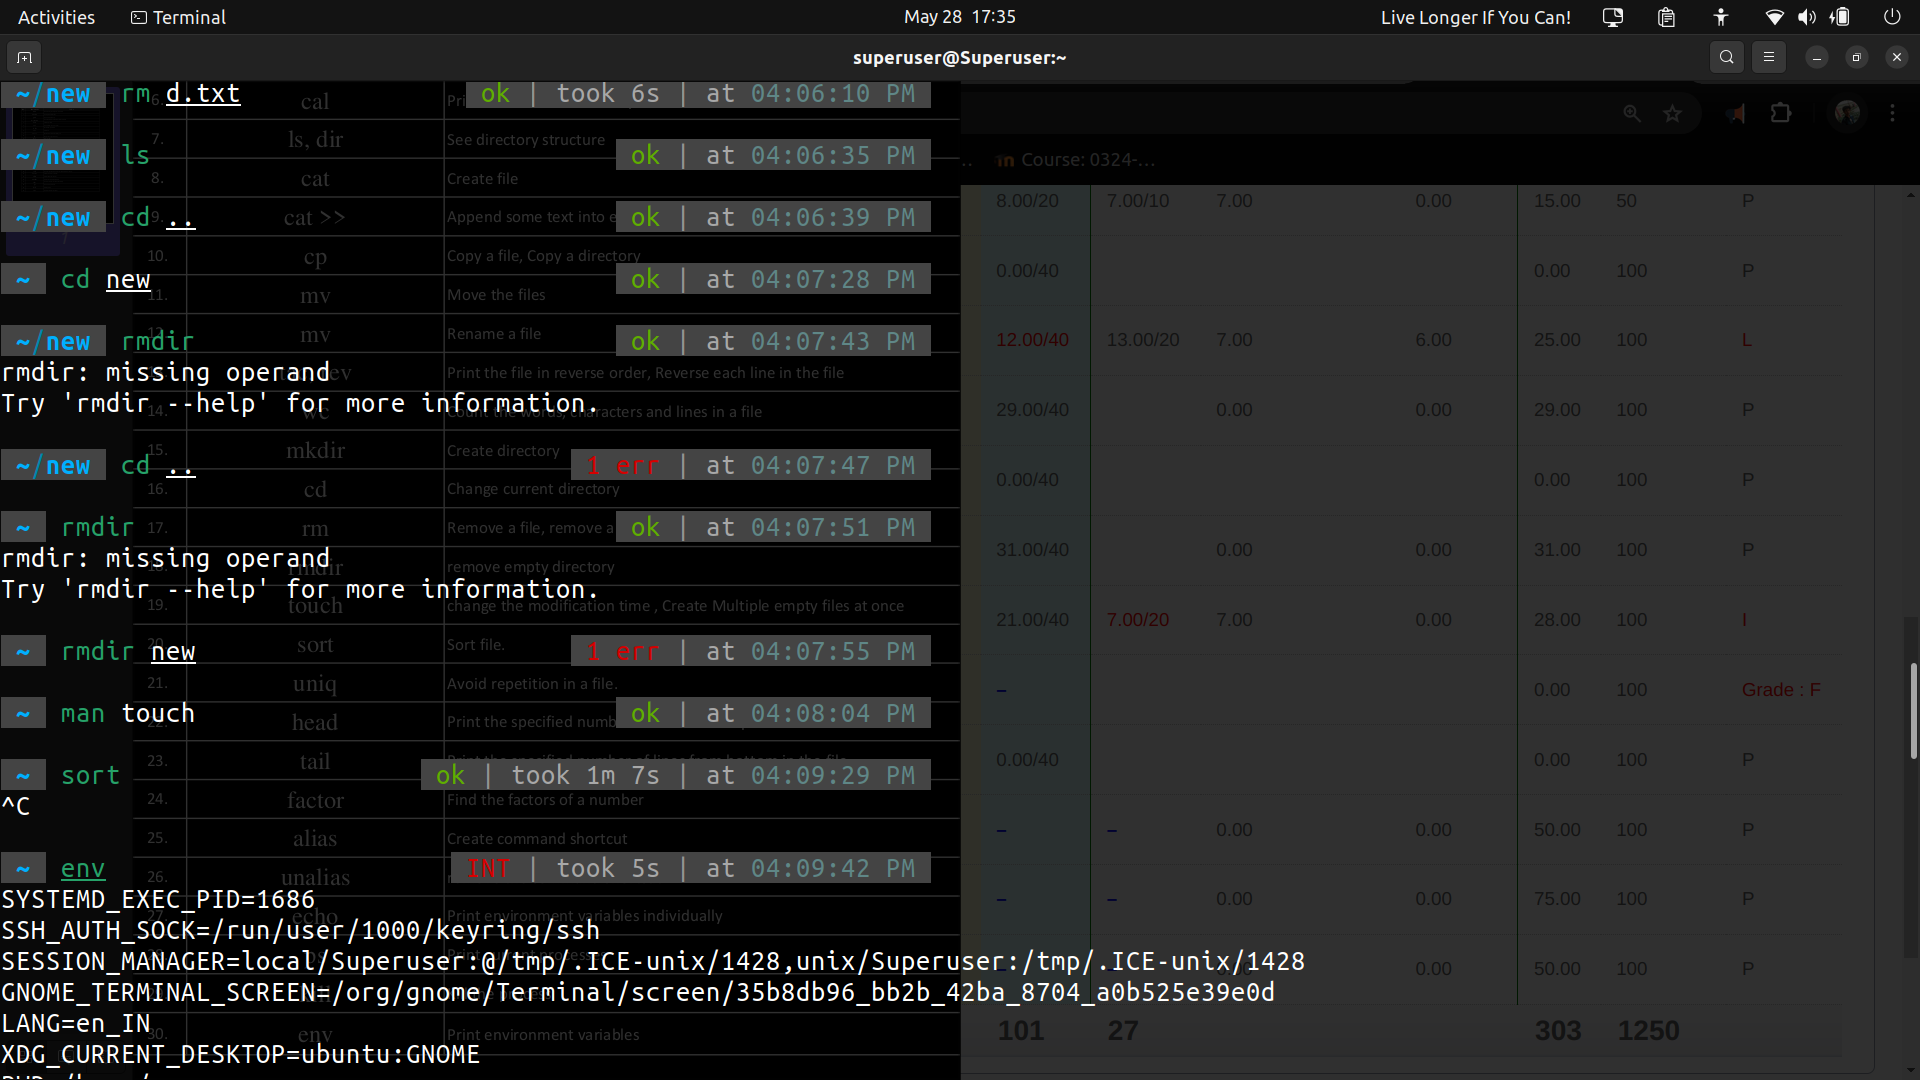 Activities Terminal May 28 17:35 Live Longer If You Can!
superuser@Superuser:~
~/new rm d.txt ok | took 6s | at 04:06:10 PM
~/new ls ok | at 04:06:35 PM
~/new cd .. ok | at 04:06:39 PM
~ cd new ok | at 04:07:28 PM
~/new rmdir ok | at 04:07:43 PM
rmdir: missing operand
Try 'rmdir --help' for more information.
~/new cd .. 1 err | at 04:07:47 PM
~ rmdir ok | at 04:07:51 PM
rmdir: missing operand
Try 'rmdir --help' for more information.
~ rmdir new 1 err | at 04:07:55 PM
~ man touch ok | at 04:08:04 PM
~ sort ok | took 1m 7s | at 04:09:29 PM
^C
~ env INT | took 5s | at 04:09:42 PM
SYSTEMD_EXEC_PID=1686
SSH_AUTH_SOCK=/run/user/1000/keyring/ssh
SESSION_MANAGER=local/Superuser:@/tmp/.ICE-unix/1428,unix/Superuser:/tmp/.ICE-unix/1428
GNOME_TERMINAL_SCREEN=/org/gnome/Terminal/screen/35b8db96_bb2b_42ba_8704_a0b525e39e0d
LANG=en_IN
XDG_CURRENT_DESKTOP=ubuntu:GNOME
6. cal
7. ls, dir See directory structure
8. cat Create file
9. cat >> Append some text into
10. cp Copy a file, Copy a directory
11. mv Move the files
mv Rename a file
Print the file in reverse order, Reverse each line in the file
14. wc Count the words, characters and lines in a file
15. mkdir Create directory
16. cd Change current directory
17. rm Remove a file, remove a
rmdir remove empty directory
19. touch change the modification time , Create Multiple empty files at once
20. sort Sort file.
21. uniq Avoid repetition in a file.
22. head Print the specified
23. tail
24. factor Find the factors of a number
25. alias Create command shortcut
26. unalias
27. echo Print environment variables individually
30. env Print environment variables
Course: 0324-...
8.00/20 7.00/10 7.00 0.00 15.00 50 P
0.00/40 0.00 100 P
12.00/40 13.00/20 7.00 6.00 25.00 100 L
29.00/40 0.00 0.00 29.00 100 P
0.00/40 0.00 100 P
31.00/40 0.00 0.00 31.00 100 P
21.00/40 7.00/20 7.00 0.00 28.00 100 I
– 0.00 100 Grade : F
0.00/40 0.00 100 P
– – 0.00 0.00 50.00 100 P
– – 0.00 0.00 75.00 100 P
0.00 50.00 100 P
101 27 303 1250